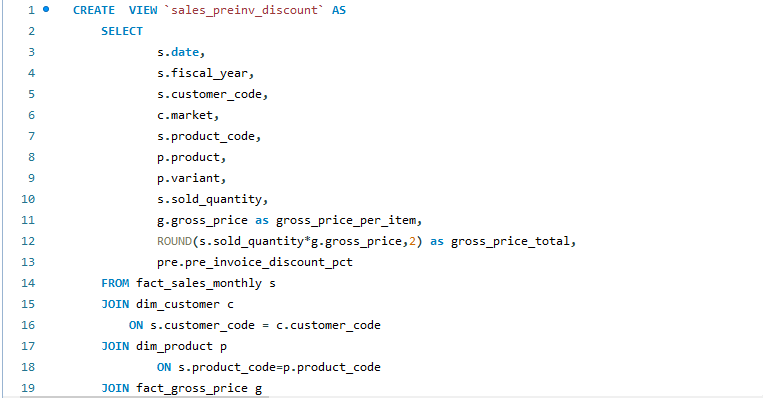 1 CREATE VIEW `sales_preinv_discount` AS
2 SELECT
3 s.date,
4 s.fiscal_year,
5 s.customer_code,
6 c.market,
7 s.product_code,
8 p.product,
9 p.variant,
10 s.sold_quantity,
11 g.gross_price as gross_price_per_item,
12 ROUND(s.sold_quantity*g.gross_price,2) as gross_price_total,
13 pre.pre_invoice_discount_pct
14 FROM fact_sales_monthly s
15 JOIN dim_customer c
16 ON s.customer_code = c.customer_code
17 JOIN dim_product p
18 ON s.product_code=p.product_code
19 JOIN fact_gross_price g